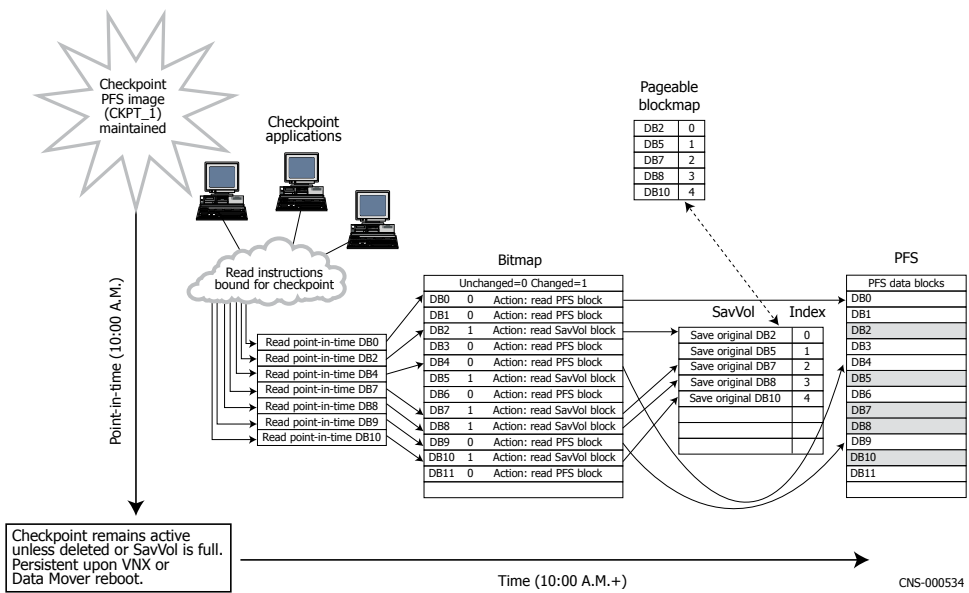 Checkpoint
PFS image
(CKPT_1)
maintained
Checkpoint
applications
Pageable
blockmap
DB2 0
DB5 1
DB7 2
DB8 3
DB10 4
Read instructions
bound for checkpoint
Point-in-time (10:00 A.M.)
Read point-in-time DB0
Read point-in-time DB2
Read point-in-time DB4
Read point-in-time DB7
Read point-in-time DB8
Read point-in-time DB9
Read point-in-time DB10
Bitmap
Unchanged=0 Changed=1
DB0 0 Action: read PFS block
DB1 0 Action: read PFS block
DB2 1 Action: read SavVol block
DB3 0 Action: read PFS block
DB4 0 Action: read PFS block
DB5 1 Action: read SavVol block
DB6 0 Action: read PFS block
DB7 1 Action: read SavVol block
DB8 1 Action: read SavVol block
DB9 0 Action: read PFS block
DB10 1 Action: read SavVol block
DB11 0 Action: read PFS block
SavVol Index
Save original DB2 0
Save original DB5 1
Save original DB7 2
Save original DB8 3
Save original DB10 4
PFS
PFS data blocks
DB0
DB1
DB2
DB3
DB4
DB5
DB6
DB7
DB8
DB9
DB10
DB11
Checkpoint remains active
unless deleted or SavVol is full.
Persistent upon VNX or
Data Mover reboot.
Time (10:00 A.M.+)
CNS-000534